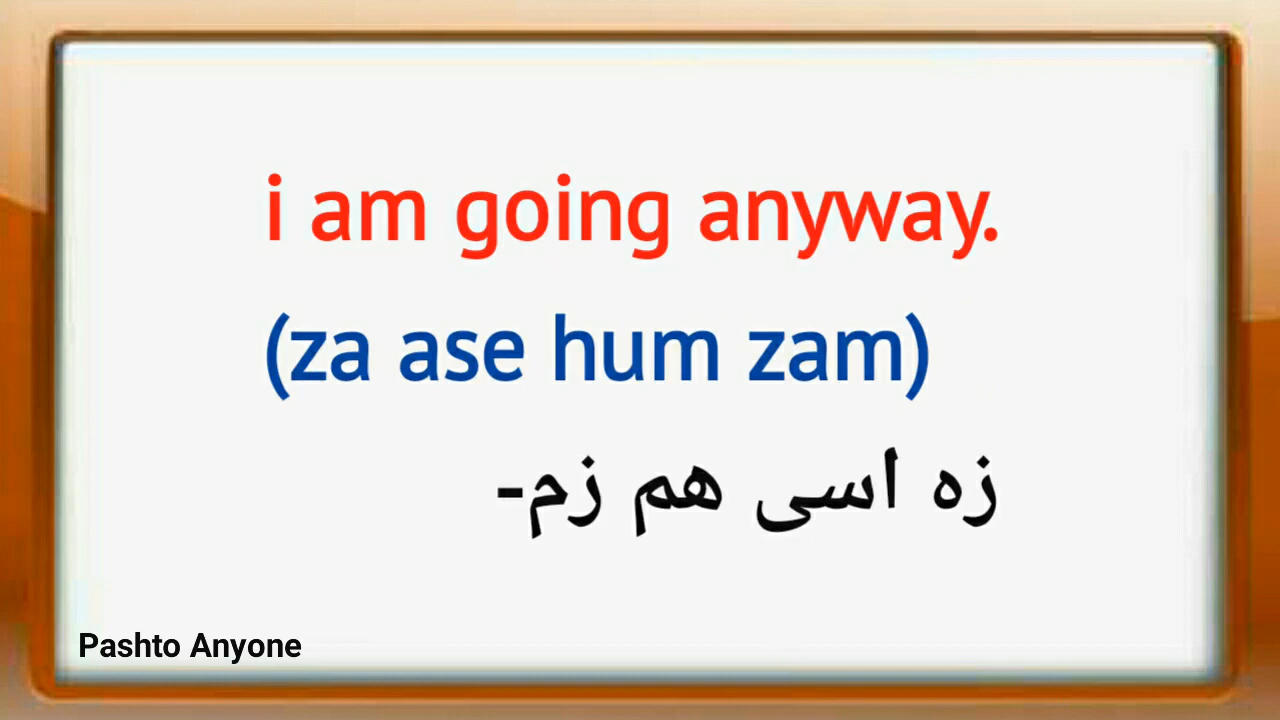 i am going anyway.
(za ase hum zam)
زه اسی هم زم-
Pashto Anyone